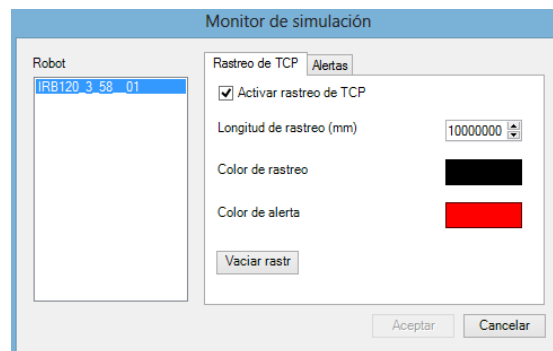 Monitor de simulación
Robot
IRB120_3_58__01
Rastreo de TCP
Alertas
Activar rastreo de TCP
Longitud de rastreo (mm)
10000000
Color de rastreo
Color de alerta
Vaciar rastr
Aceptar
Cancelar